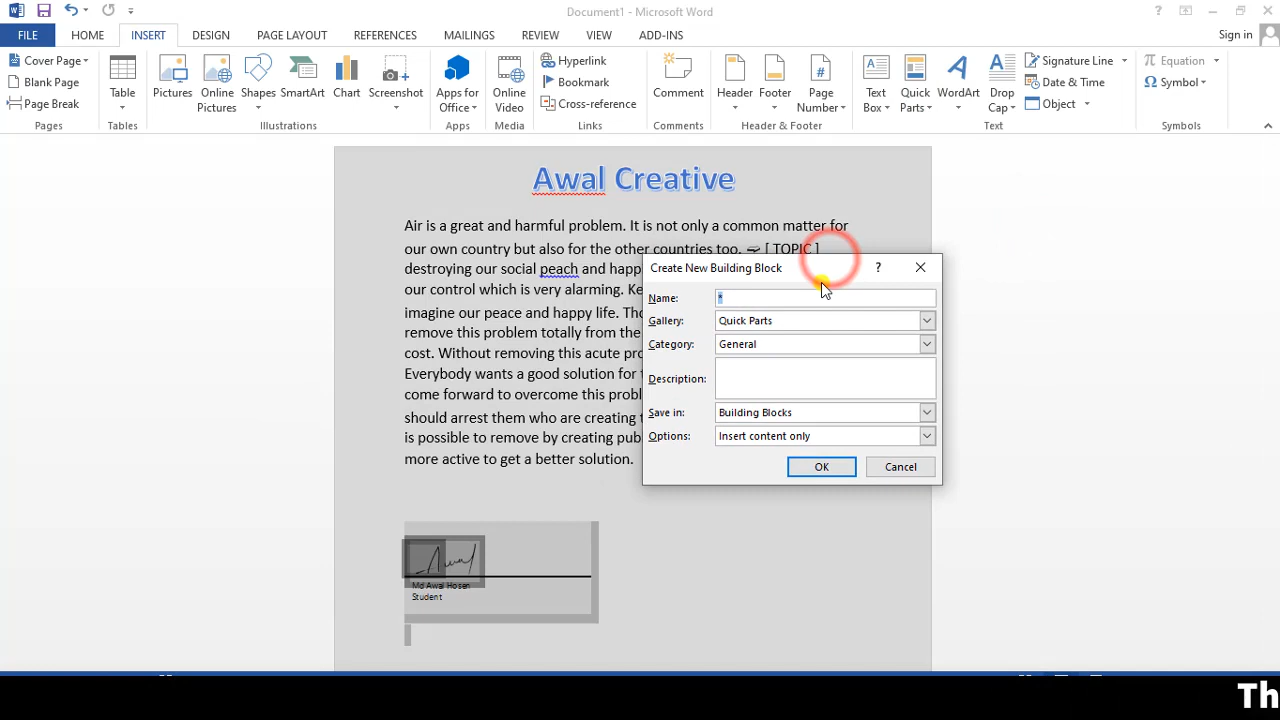 Document1 - Microsoft Word
FILE HOME INSERT DESIGN PAGE LAYOUT REFERENCES MAILINGS REVIEW VIEW ADD-INS Sign in
Cover Page
Blank Page
Page Break
Pages
Table
Tables
Pictures
Online Pictures
Shapes
SmartArt
Chart
Screenshot
Illustrations
Apps for Office
Apps
Online Video
Media
Hyperlink
Bookmark
Cross-reference
Links
Comment
Comments
Header
Footer
Page Number
Header & Footer
Text Box
Quick Parts
WordArt
Drop Cap
Signature Line
Date & Time
Object
Text
Equation
Symbol
Symbols
Awal Creative
Air is a great and harmful problem. It is not only a common matter for
our own country but also for the other countries too. ➫ [ TOPIC ]
destroying our social peach and happ
our control which is very alarming. Ke
imagine our peace and happy life. Tho
remove this problem totally from the
cost. Without removing this acute pro
Everybody wants a good solution for t
come forward to overcome this probl
should arrest them who are creating t
is possible to remove by creating pub
more active to get a better solution.
Awal
Md Awal Hosen
Student
Create New Building Block ?
Name: *
Gallery: Quick Parts
Category: General
Description:
Save in: Building Blocks
Options: Insert content only
OK Cancel
Th